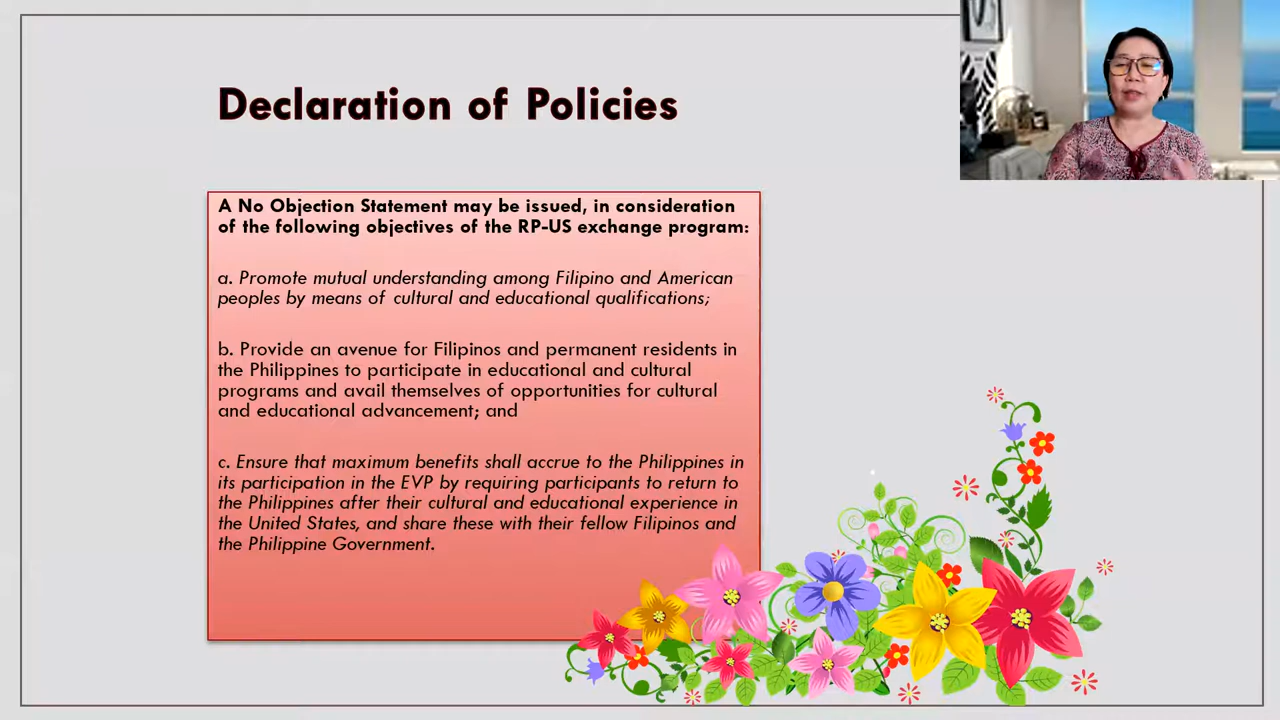 Declaration of Policies
A No Objection Statement may be issued, in consideration
of the following objectives of the RP-US exchange program:
a. Promote mutual understanding among Filipino and American
peoples by means of cultural and educational qualifications;
b. Provide an avenue for Filipinos and permanent residents in
the Philippines to participate in educational and cultural
programs and avail themselves of opportunities for cultural
and educational advancement; and
c. Ensure that maximum benefits shall accrue to the Philippines in
its participation in the EVP by requiring participants to return to
the Philippines after their cultural and educational experience in
the United States, and share these with their fellow Filipinos and
the Philippine Government.